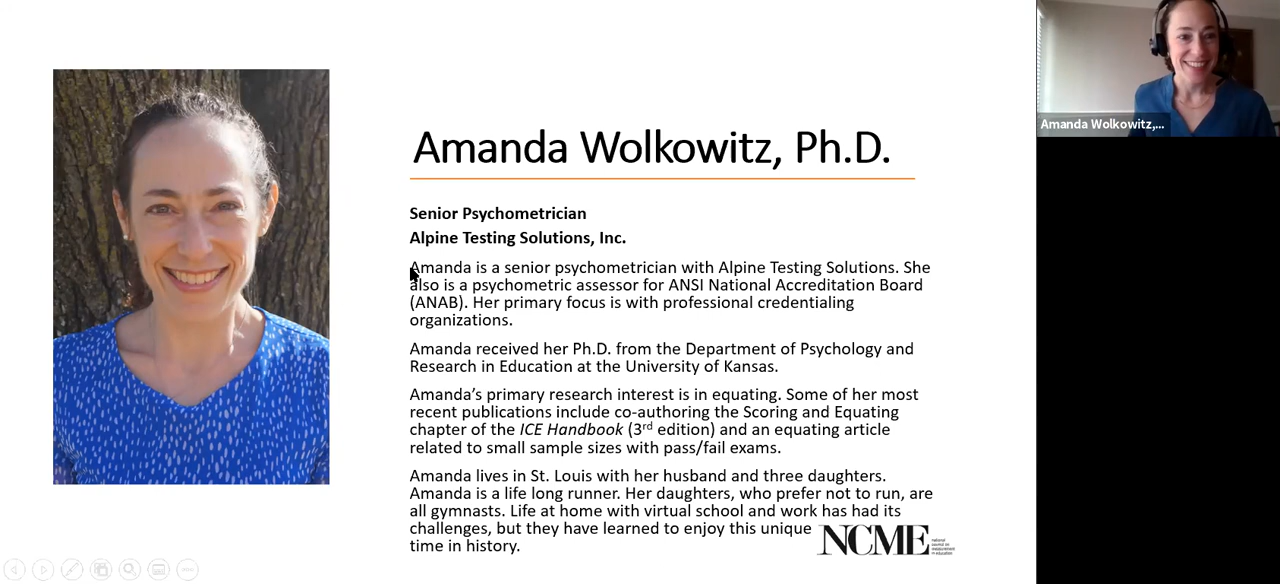 Amanda Wolkowitz, Ph.D.
Senior Psychometrician
Alpine Testing Solutions, Inc.
Amanda is a senior psychometrician with Alpine Testing Solutions. She
also is a psychometric assessor for ANSI National Accreditation Board
(ANAB). Her primary focus is with professional credentialing
organizations.
Amanda received her Ph.D. from the Department of Psychology and
Research in Education at the University of Kansas.
Amanda's primary research interest is in equating. Some of her most
recent publications include co-authoring the Scoring and Equating
chapter of the ICE Handbook (3rd edition) and an equating article
related to small sample sizes with pass/fail exams.
Amanda lives in St. Louis with her husband and three daughters.
Amanda is a life long runner. Her daughters, who prefer not to run, are
all gymnasts. Life at home with virtual school and work has had its
challenges, but they have learned to enjoy this unique
time in history.
NCME
national
council on
measurement
in education
Amanda Wolkowitz,...